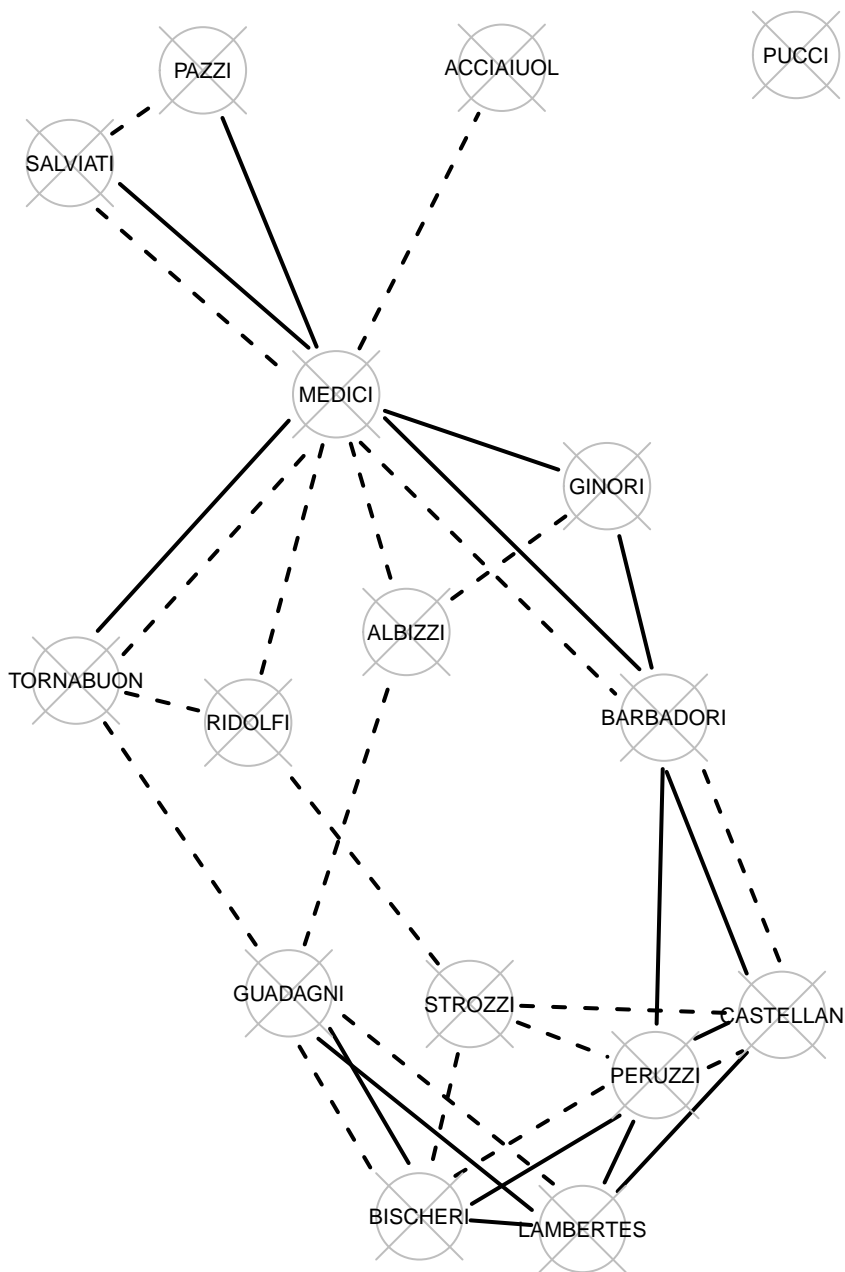 PUCCI
ACCIAIUOL
PAZZI
SALVIATI
MEDICI
GINORI
ALBIZZI
TORNABUON
RIDOLFI
BARBADORI
GUADAGNI
STROZZI
CASTELLAN
PERUZZI
BISCHERI
LAMBERTES